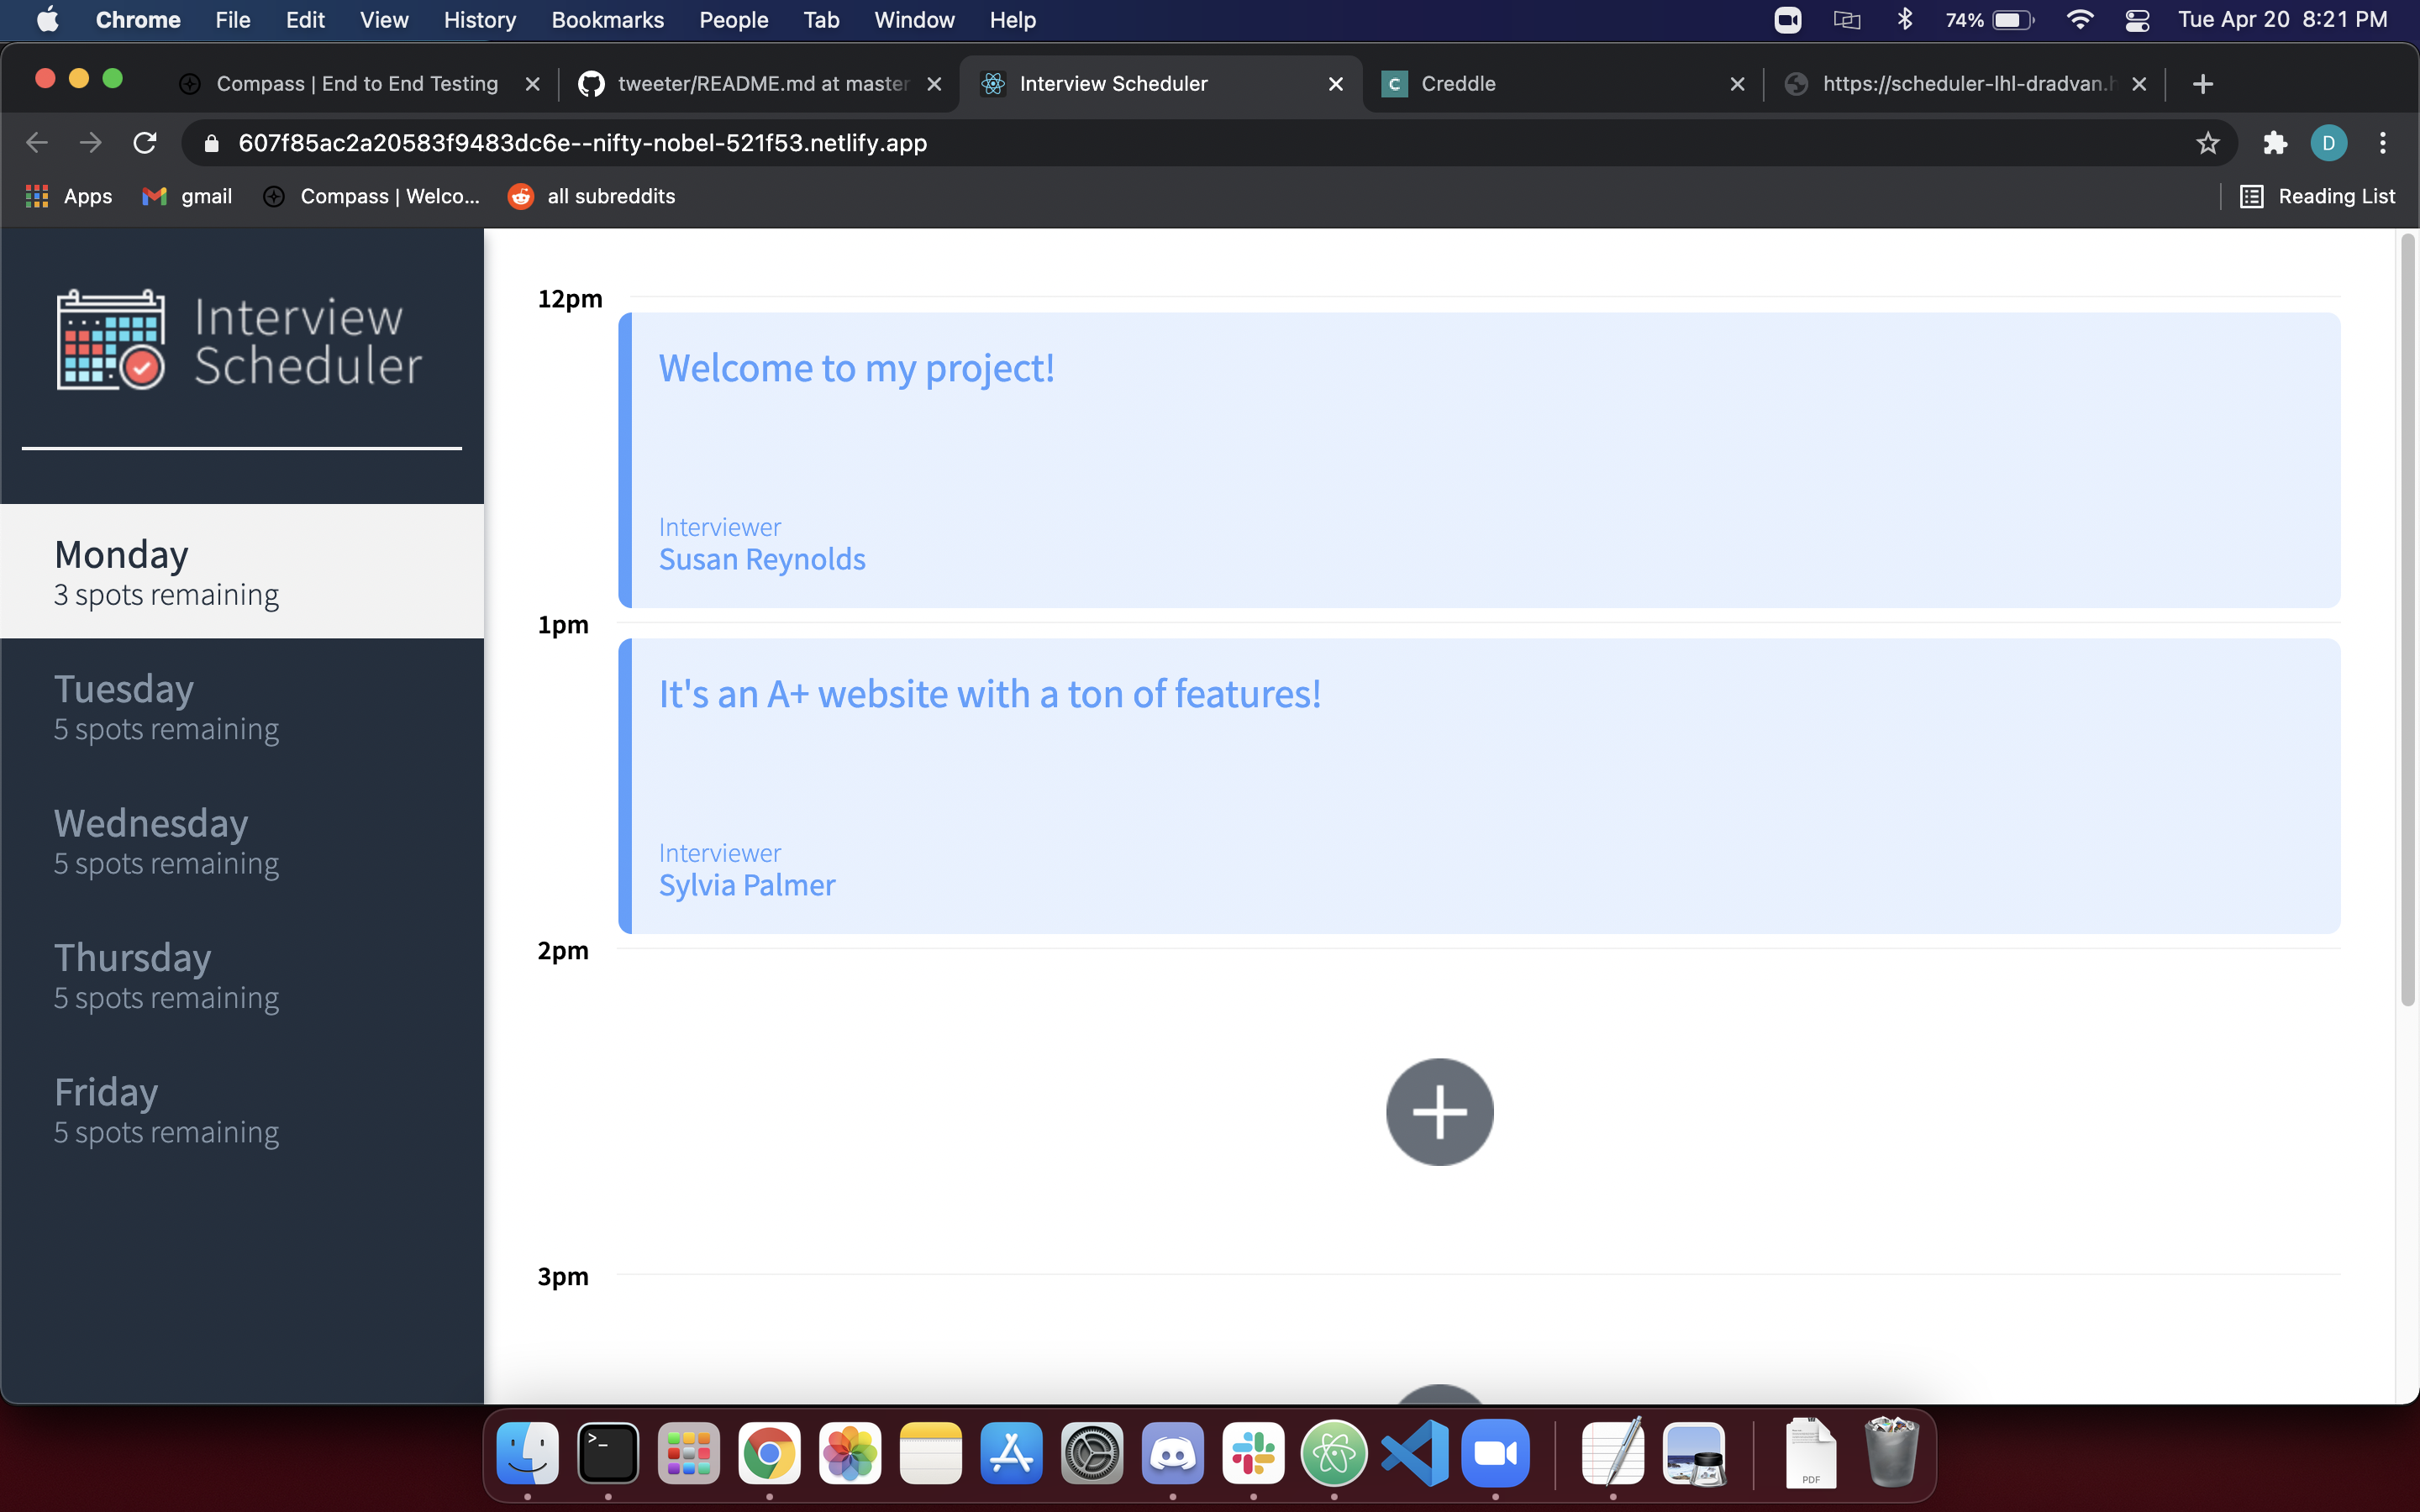 Chrome File Edit View History Bookmarks People Tab Window Help 74% Tue Apr 20 8:21 PM
Compass | End to End Testing tweeter/README.md at master Interview Scheduler C Creddle https://scheduler-lhl-dradvan.h
607f85ac2a20583f9483dc6e--nifty-nobel-521f53.netlify.app D
Apps gmail Compass | Welco... all subreddits Reading List
Interview
Scheduler
Monday
3 spots remaining
Tuesday
5 spots remaining
Wednesday
5 spots remaining
Thursday
5 spots remaining
Friday
5 spots remaining
12pm
Welcome to my project!
Interviewer
Susan Reynolds
1pm
It's an A+ website with a ton of features!
Interviewer
Sylvia Palmer
2pm
3pm
>_
PDF